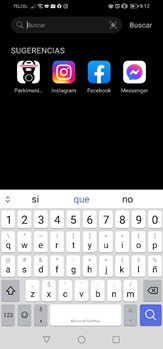 TELCEL 9:12
Buscar Buscar
SUGERENCIAS
Parkimani... Instagram Facebook Messenger
si que no
1 2 3 4 5 6 7 8 9 0
q w e r t y u i o p
a s d f g h j k l ñ
z x c v b n m
123 Microsoft SwiftKey